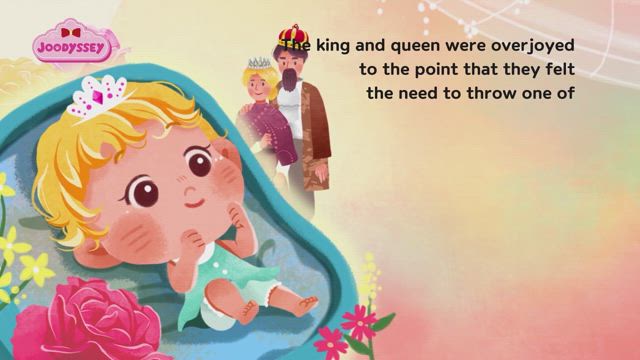 JOODYSSEY
The king and queen were overjoyed
to the point that they felt
the need to throw one of